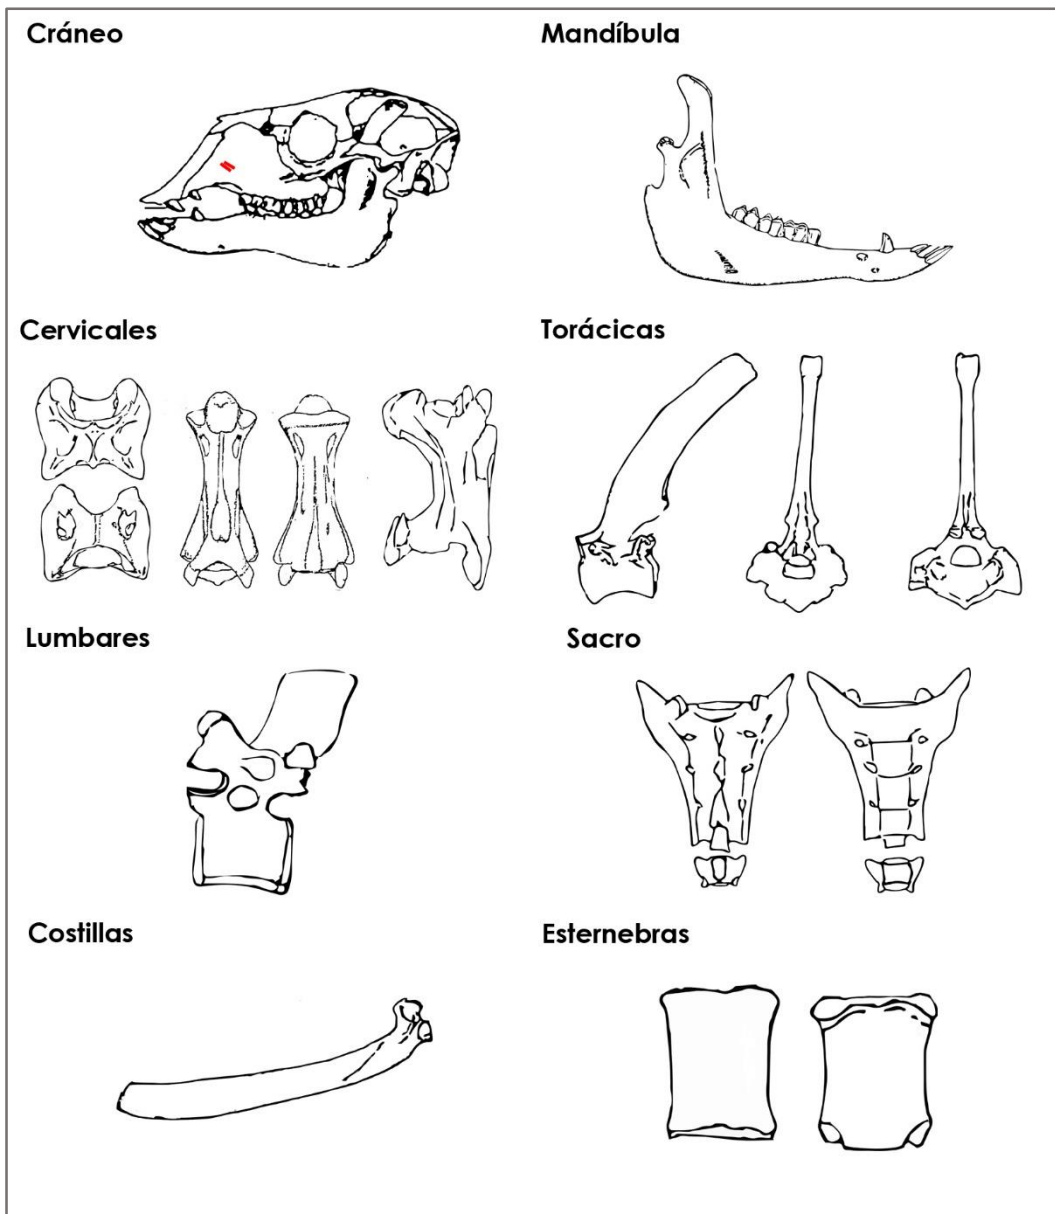 Cráneo
Mandíbula
Cervicales
Torácicas
Lumbares
Sacro
Costillas
Esternebras